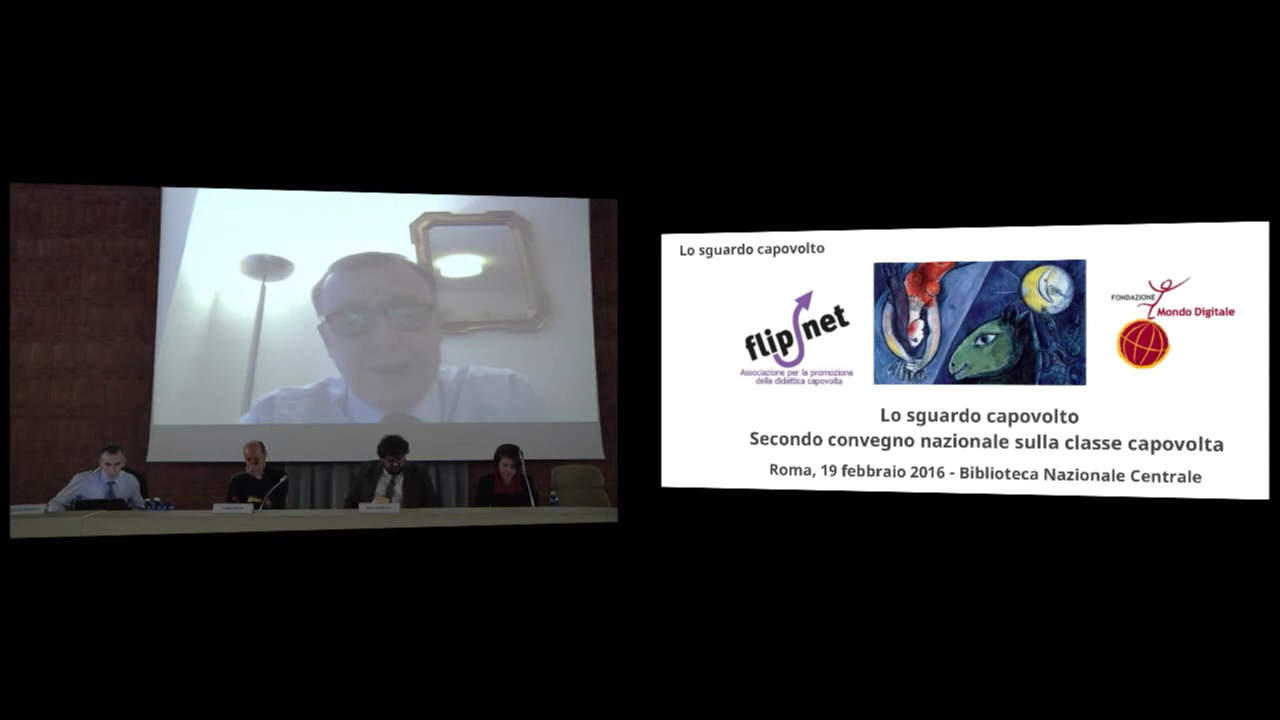 Lo sguardo capovolto
flipnet
Associazione per la promozione
della didattica capovolta
FONDAZIONE
Mondo Digitale
Lo sguardo capovolto
Secondo convegno nazionale sulla classe capovolta
Roma, 19 febbraio 2016 - Biblioteca Nazionale Centrale